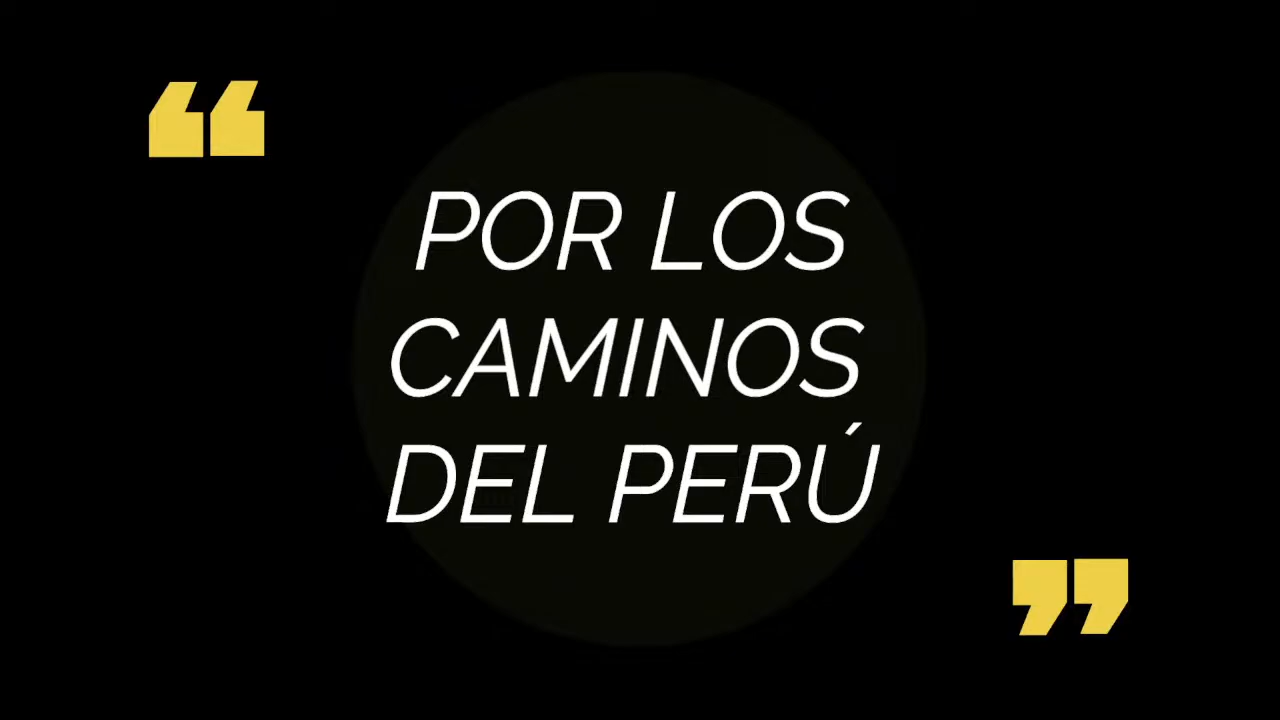 “
POR LOS
CAMINOS
DEL PERÚ
”